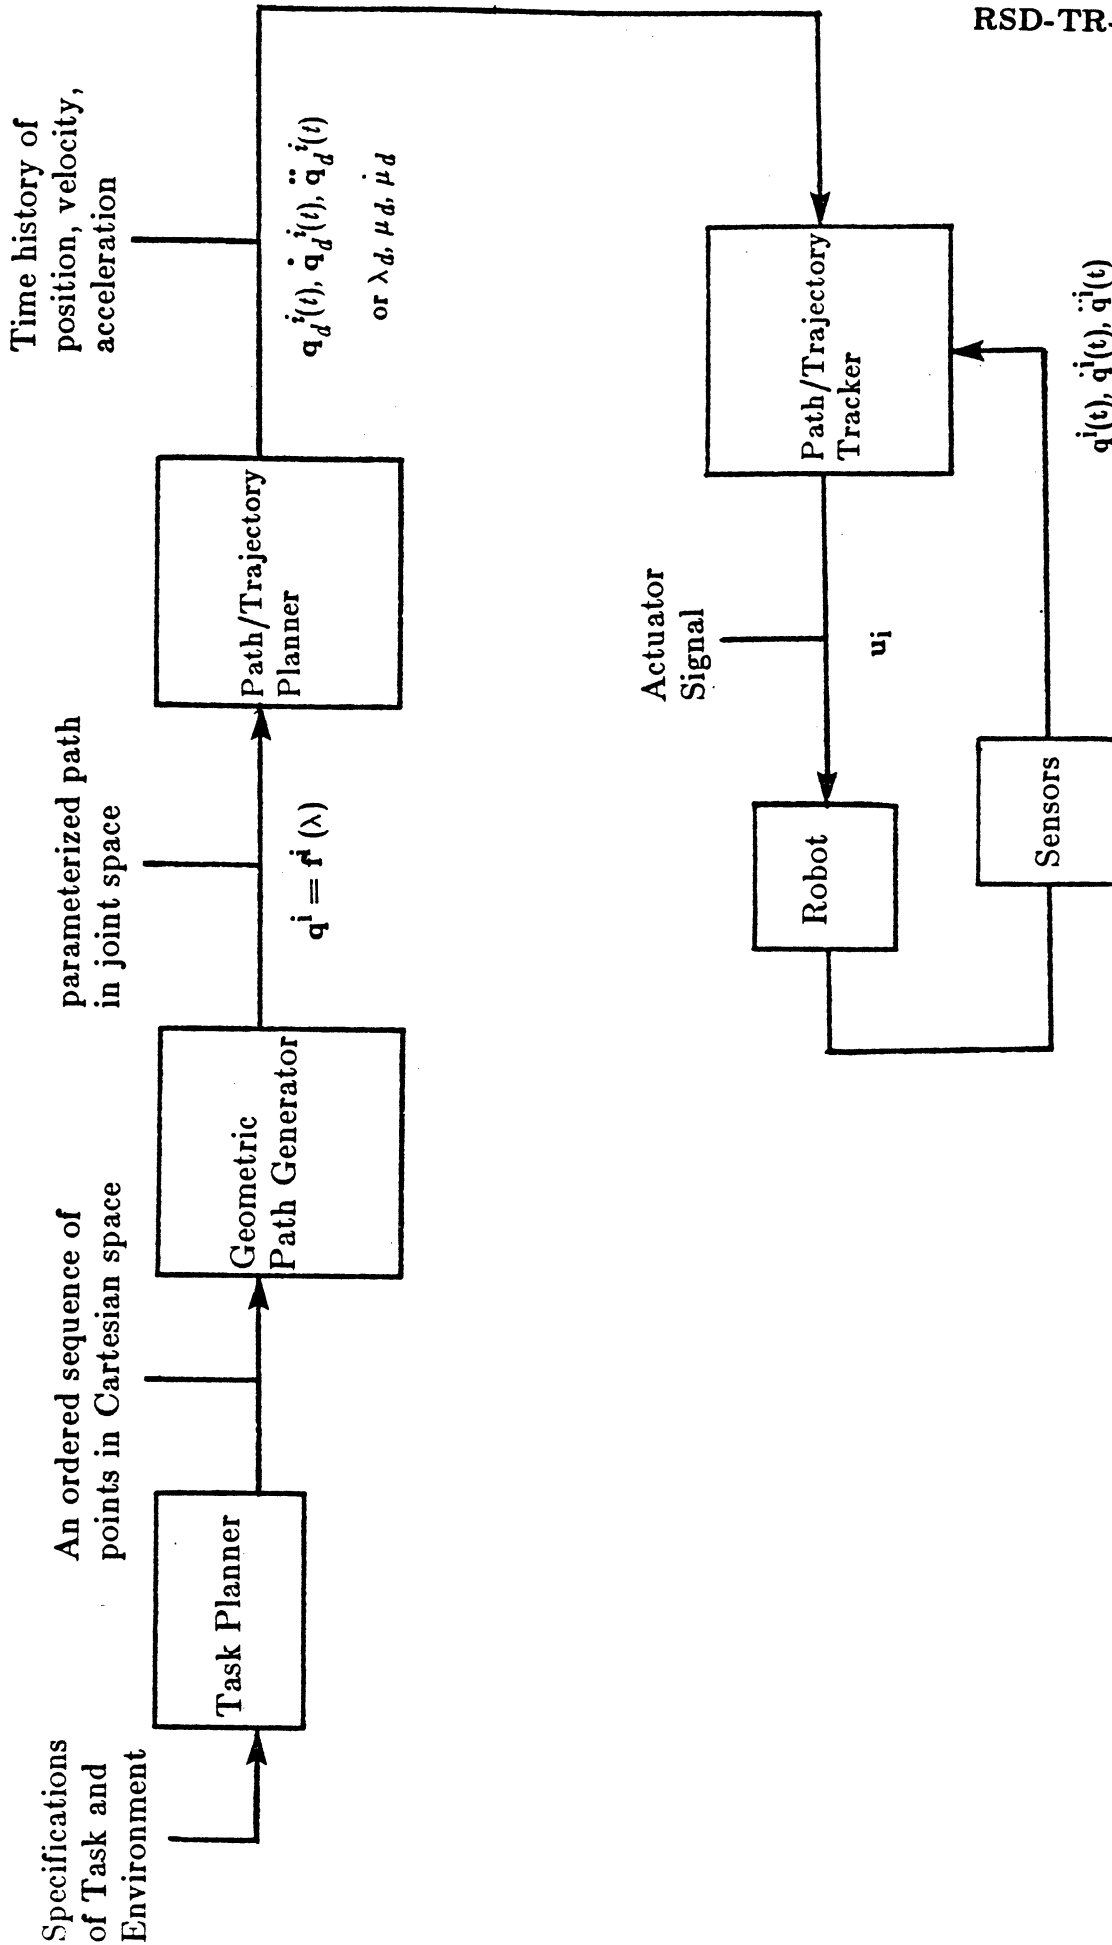 RSD-TR-
Specifications
of Task and
Environment
Task Planner
An ordered sequence of
points in Cartesian space
Geometric
Path Generator
parameterized path
in joint space
qⁱ = fⁱ (λ)
Path/Trajectory
Planner
Time history of
position, velocity,
acceleration
q_dⁱ(t), q̇_dⁱ(t), q̈_dⁱ(t)
or λ_d, μ_d, μ̇_d
Path/Trajectory
Tracker
Actuator
Signal
uᵢ
Robot
Sensors
qⁱ(t), q̇ⁱ(t), q̈ⁱ(t)